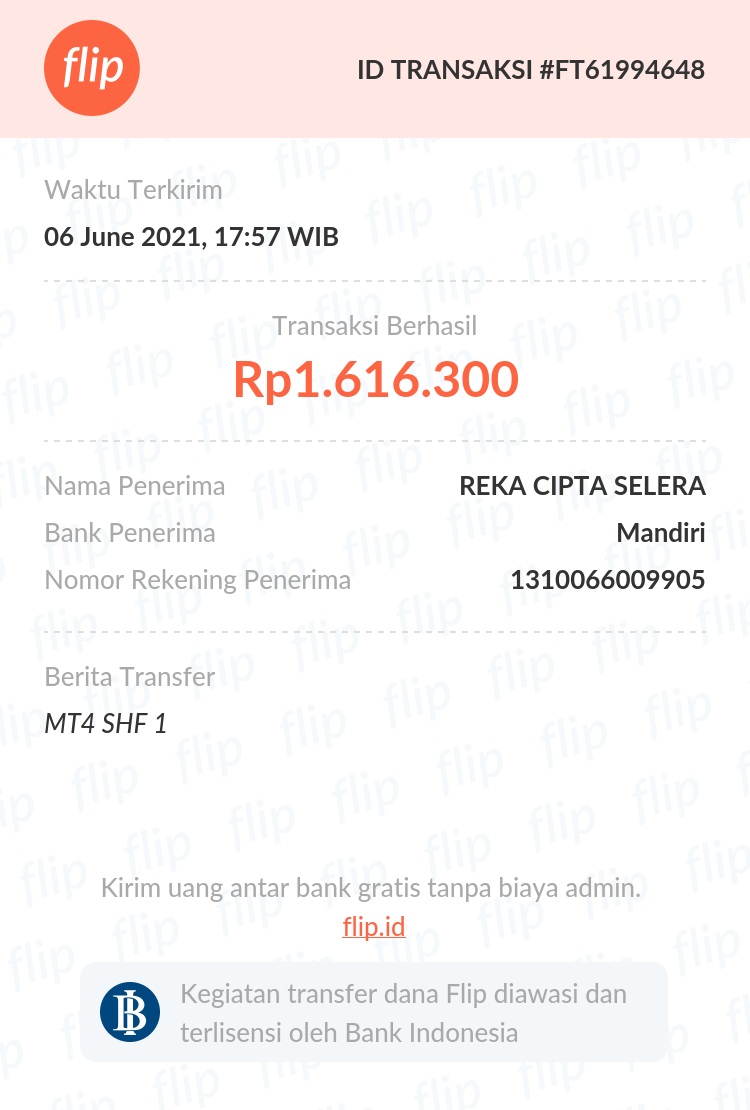 flip
ID TRANSAKSI #FT61994648
Waktu Terkirim
06 June 2021, 17:57 WIB
Transaksi Berhasil
Rp1.616.300
Nama Penerima REKA CIPTA SELERA
Bank Penerima Mandiri
Nomor Rekening Penerima 1310066009905
Berita Transfer
MT4 SHF 1
Kirim uang antar bank gratis tanpa biaya admin.
flip.id
Kegiatan transfer dana Flip diawasi dan
terlisensi oleh Bank Indonesia